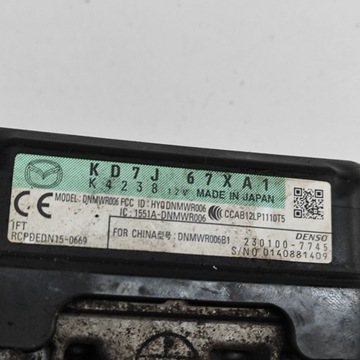 KD7J 67XA1
K4238 12V MADE IN JAPAN
MODEL: DNMWR006 FCC ID: HYQDNMWR006
IC: 1551A-DNMWR006
CCAB12LP1110T5
1FT
RCPDEDN15-0669
FOR CHINA型号: DNMWR006B1
DENSO
230100-7745
S/NO 0140881409